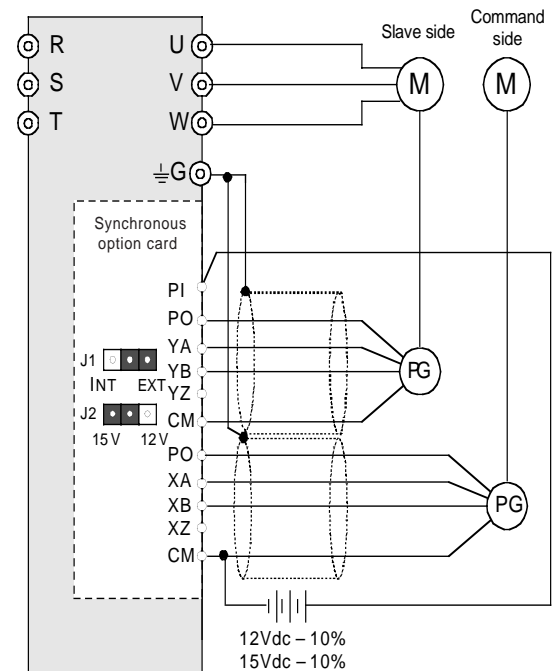 Command
side
Slave side
R
S
T
U
V
W
G
M
M
Synchronous
option card
PI
PO
YA
YB
YZ
CM
J1
INT EXT
J2
15V 12V
PG
PO
XA
XB
XZ
CM
PG
12Vdc – 10%
15Vdc – 10%